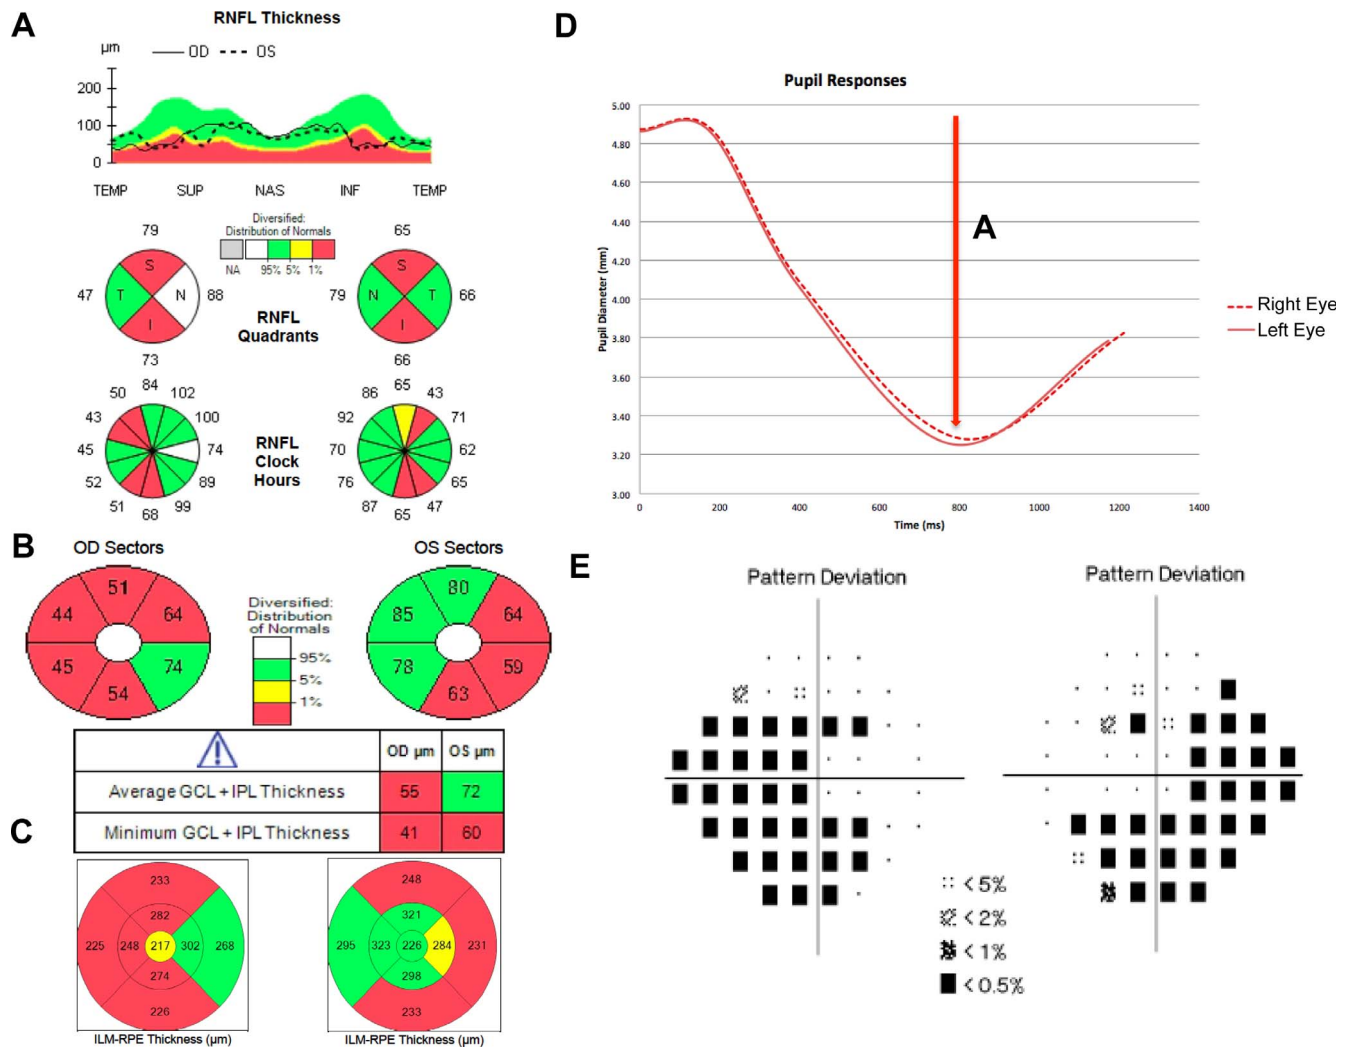 A
RNFL Thickness
µm
OD
OS
200
100
0
TEMP SUP NAS INF TEMP
Diversified:
Distribution of Normals
NA 95% 5% 1%
79
S
47 T N 88
I
73
RNFL
Quadrants
65
S
79 N T 66
I
66
84
50 102
43 100
45 74
52 89
51 99
68
RNFL
Clock
Hours
65
86 43
92 71
70 62
76 65
87 47
65
B
OD Sectors
OS Sectors
51
44 64
45 74
54
Diversified:
Distribution
of Normals
95%
5%
1%
80
85 64
78 59
63
OD µm OS µm
Average GCL + IPL Thickness 55 72
Minimum GCL + IPL Thickness 41 60
C
233
282
225 248 217 302 268
274
226
ILM-RPE Thickness (µm)
248
321
295 323 226 284 231
298
233
ILM-RPE Thickness (µm)
D
Pupil Responses
Pupil Diameter (mm)
5.00
4.80
4.60
4.40
4.20
4.00
3.80
3.60
3.40
3.20
3.00
0 200 400 600 800 1000 1200 1400
Time (ms)
A
Right Eye
Left Eye
E
Pattern Deviation
Pattern Deviation
< 5%
< 2%
< 1%
< 0.5%